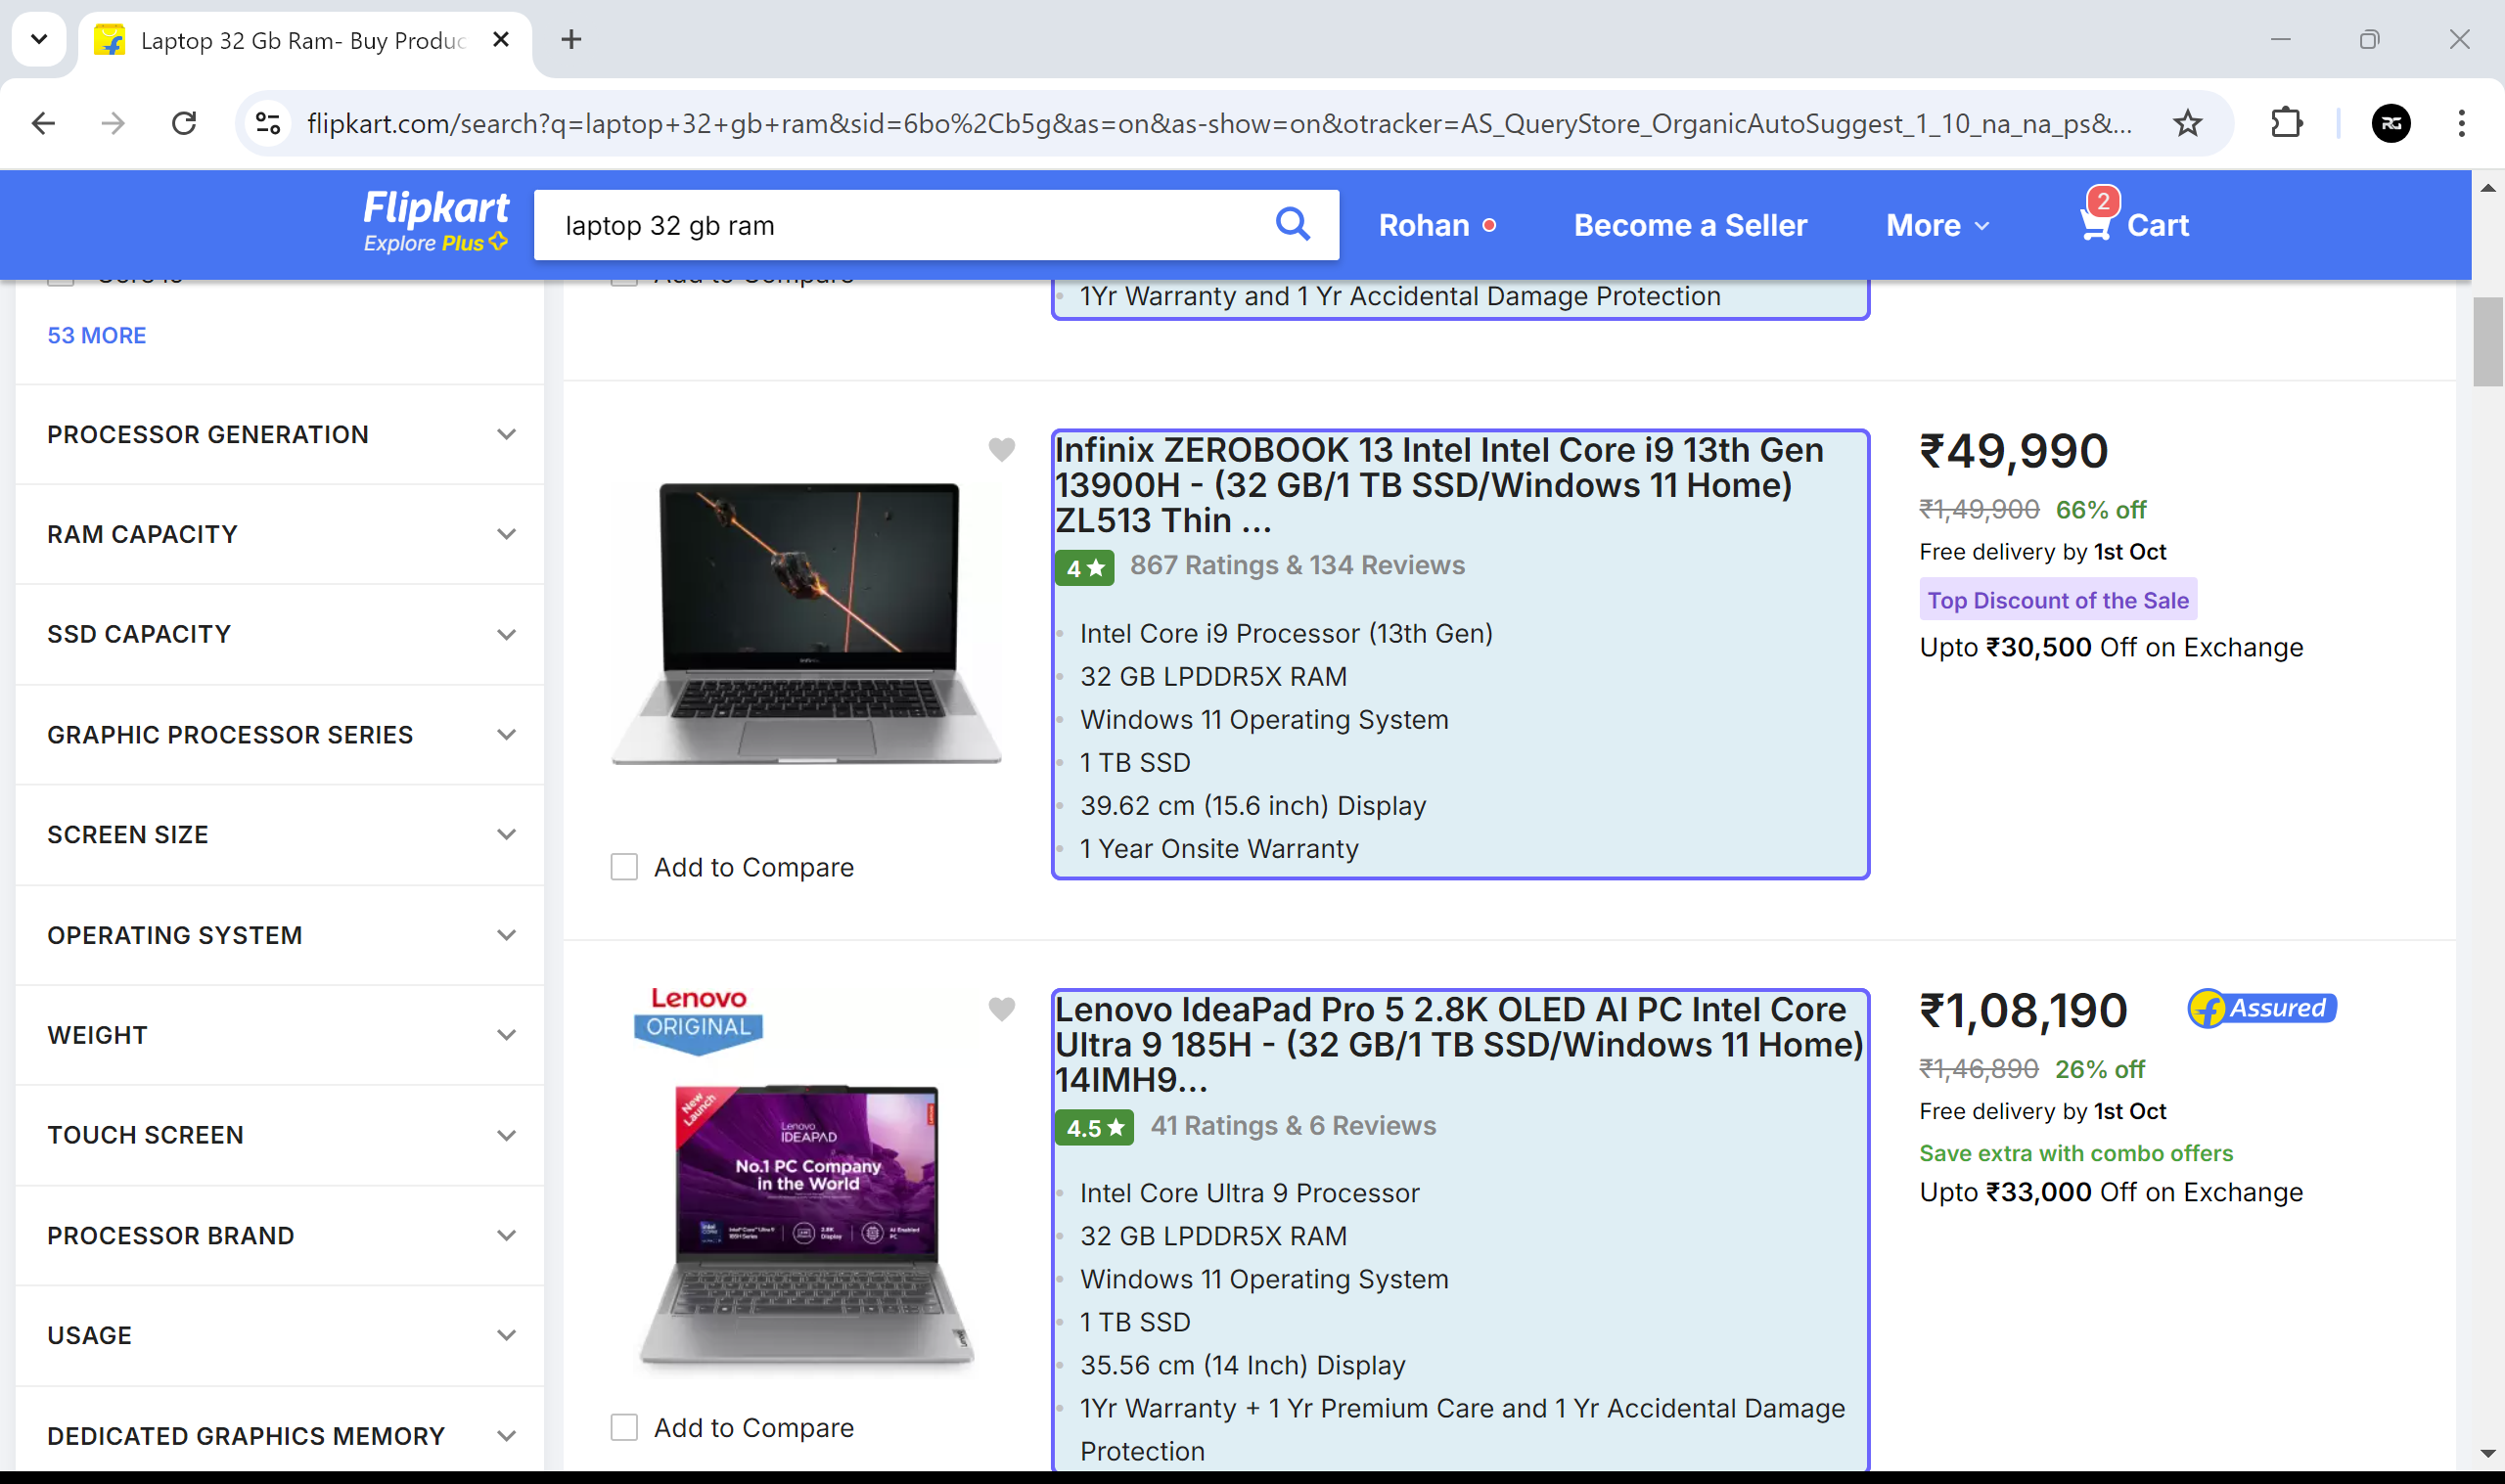 Laptop 32 Gb Ram- Buy Produc
flipkart.com/search?q=laptop+32+gb+ram&sid=6bo%2Cb5g&as=on&as-show=on&otracker=AS_QueryStore_OrganicAutoSuggest_1_10_na_na_ps&...
RG
Flipkart
Explore Plus
laptop 32 gb ram
Rohan
Become a Seller
More
2
Cart
53 MORE
PROCESSOR GENERATION
RAM CAPACITY
SSD CAPACITY
GRAPHIC PROCESSOR SERIES
SCREEN SIZE
OPERATING SYSTEM
WEIGHT
TOUCH SCREEN
PROCESSOR BRAND
USAGE
DEDICATED GRAPHICS MEMORY
Add to Compare
1Yr Warranty and 1 Yr Accidental Damage Protection
Infinix ZEROBOOK 13 Intel Intel Core i9 13th Gen
13900H - (32 GB/1 TB SSD/Windows 11 Home)
ZL513 Thin ...
4★ 867 Ratings & 134 Reviews
Intel Core i9 Processor (13th Gen)
32 GB LPDDR5X RAM
Windows 11 Operating System
1 TB SSD
39.62 cm (15.6 inch) Display
1 Year Onsite Warranty
Add to Compare
₹49,990
₹1,49,900 66% off
Free delivery by 1st Oct
Top Discount of the Sale
Upto ₹30,500 Off on Exchange
Lenovo
ORIGINAL
New
Launch
Lenovo
IDEAPAD
No.1 PC Company
in the World
Add to Compare
Lenovo IdeaPad Pro 5 2.8K OLED AI PC Intel Core
Ultra 9 185H - (32 GB/1 TB SSD/Windows 11 Home)
14IMH9...
4.5★ 41 Ratings & 6 Reviews
Intel Core Ultra 9 Processor
32 GB LPDDR5X RAM
Windows 11 Operating System
1 TB SSD
35.56 cm (14 Inch) Display
1Yr Warranty + 1 Yr Premium Care and 1 Yr Accidental Damage
Protection
₹1,08,190
Assured
₹1,46,890 26% off
Free delivery by 1st Oct
Save extra with combo offers
Upto ₹33,000 Off on Exchange